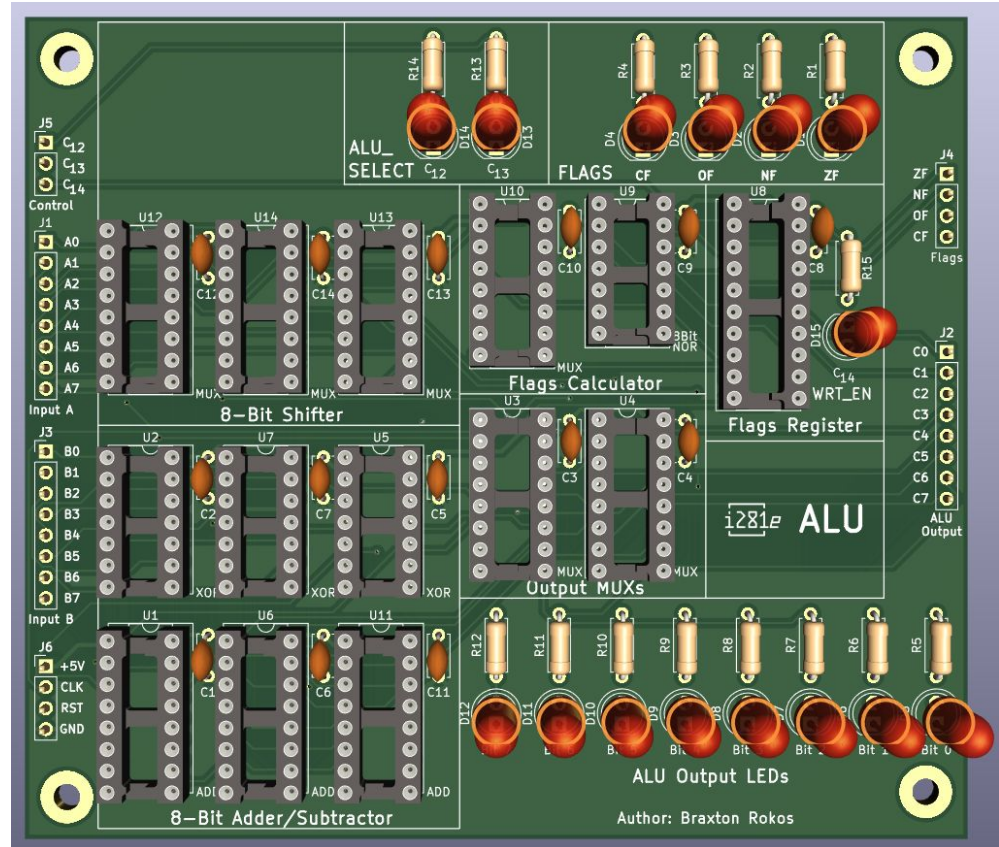 R14
R13
R4
R3
R2
R1
D14
D13
D4
D3
ALU_
SELECT
C12
C13
FLAGS
CF
OF
NF
ZF
J5
C12
C13
C14
Control
J4
ZF
NF
OF
CF
Flags
U12
U14
U13
U10
U9
U8
C12
C14
C13
C10
C9
C8
R15
D15
C14
WRT_EN
MUX
MUX
MUX
MUX
8Bit
NOR
8-Bit Shifter
Flags Calculator
Flags Register
J1
A0
A1
A2
A3
A4
A5
A6
A7
Input A
J2
C0
C1
C2
C3
C4
C5
C6
C7
ALU
Output
J3
B0
B1
B2
B3
B4
B5
B6
B7
Input B
U2
U7
U5
U3
U4
C2
C7
C5
C3
C4
XOR
XOR
XOR
MUX
MUX
Output MUXs
i281e ALU
J6
+5V
CLK
RST
GND
U1
U6
U11
C1
C6
C11
ADD
ADD
ADD
8-Bit Adder/Subtractor
R12
R11
R10
R9
R8
R7
R6
R5
D12
D11
D10
D9
D8
Bit 0
ALU Output LEDs
Author: Braxton Rokos